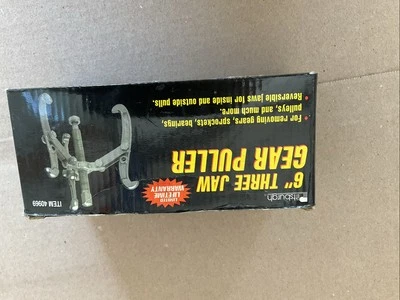 Pittsburgh
6" THREE JAW
GEAR PULLER
• For removing gears, sprockets, bearings,
pulleys, and much more.
• Reversible jaws for inside and outside pulls.
LIMITED
LIFETIME
WARRANTY
ITEM 40969